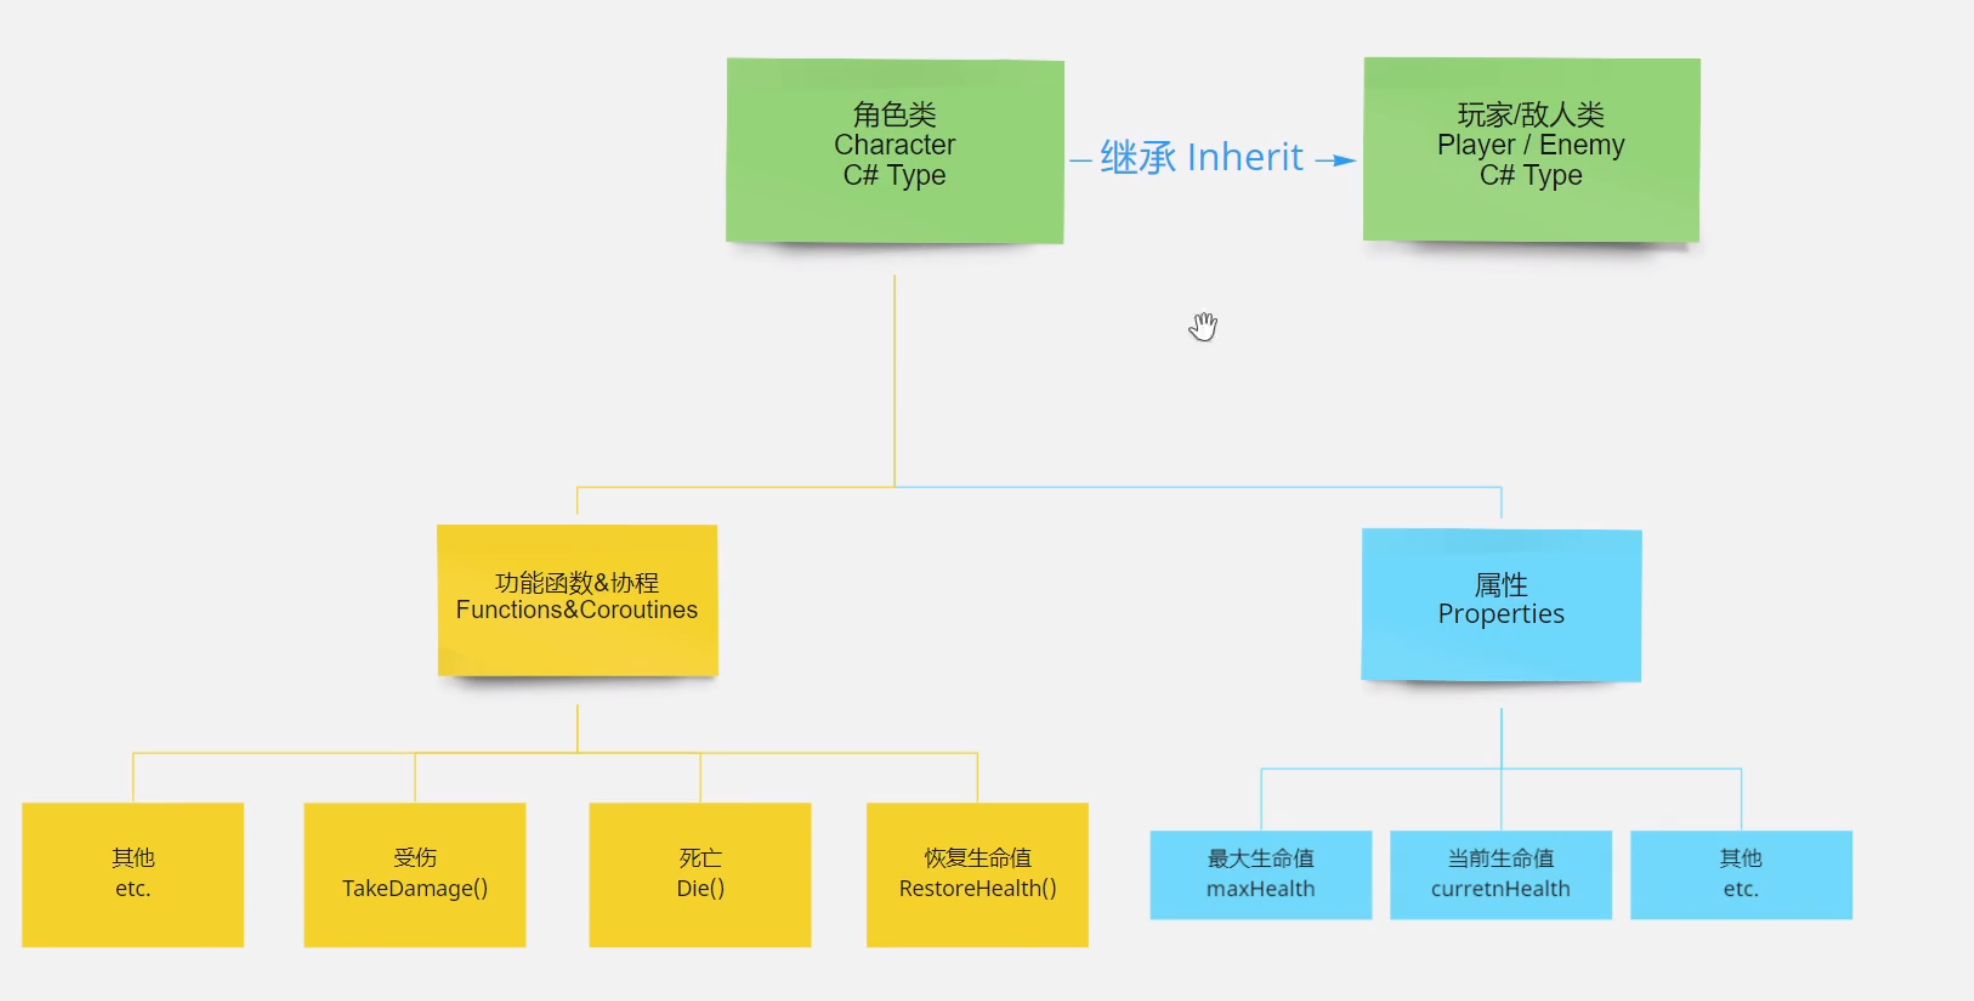 角色类
Character
C# Type
继承 Inherit
玩家/敌人类
Player / Enemy
C# Type
功能函数&协程
Functions&Coroutines
属性
Properties
其他
etc.
受伤
TakeDamage()
死亡
Die()
恢复生命值
RestoreHealth()
最大生命值
maxHealth
当前生命值
curretnHealth
其他
etc.